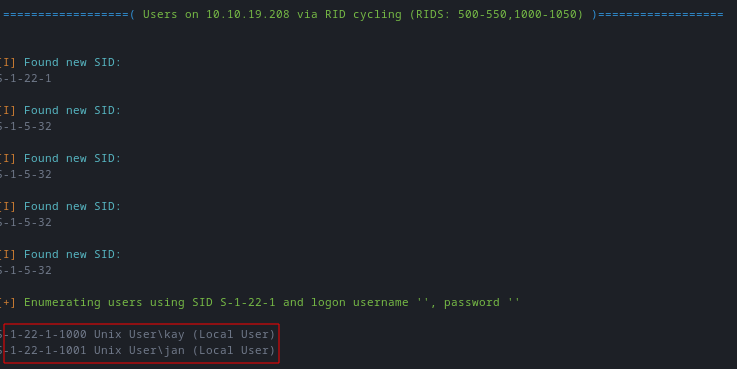 ==================( Users on 10.10.19.208 via RID cycling (RIDS: 500-550,1000-1050) )==================
[I] Found new SID:
S-1-22-1
[I] Found new SID:
S-1-5-32
[I] Found new SID:
S-1-5-32
[I] Found new SID:
S-1-5-32
[I] Found new SID:
S-1-5-32
[+] Enumerating users using SID S-1-22-1 and logon username '', password ''
S-1-22-1-1000 Unix User\kay (Local User)
S-1-22-1-1001 Unix User\jan (Local User)